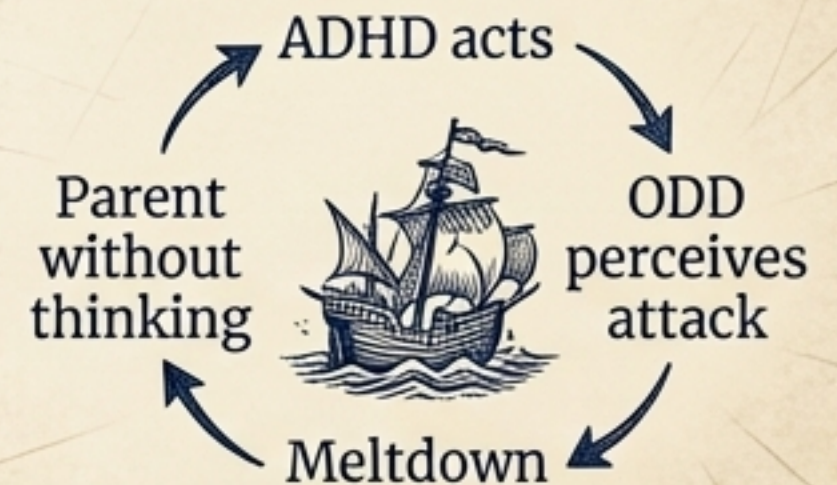 ADHD acts
ODD
perceives
attack
Meltdown
Parent
without
thinking